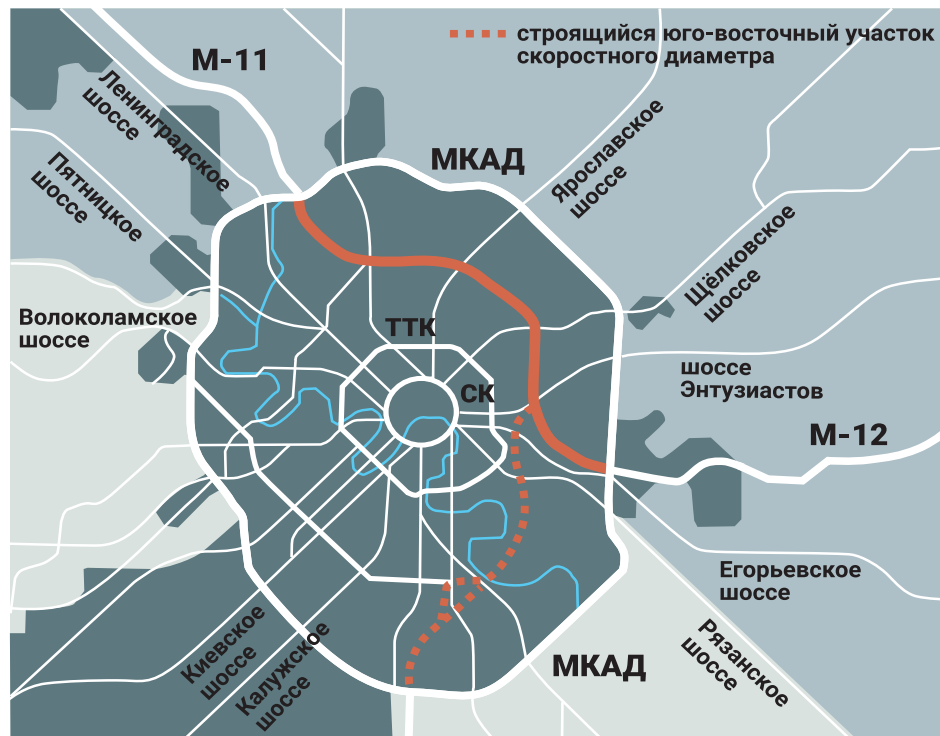 строящийся юго-восточный участок
скоростного диаметра
М-11
Ленинградское
шоссе
МКАД
Ярославское
шоссе
Пятницкое
шоссе
Щёлковское
шоссе
Волоколамское
шоссе
ТТК
СК
шоссе
Энтузиастов
М-12
Егорьевское
шоссе
Киевское
шоссе
Калужское
шоссе
МКАД
Рязанское
шоссе